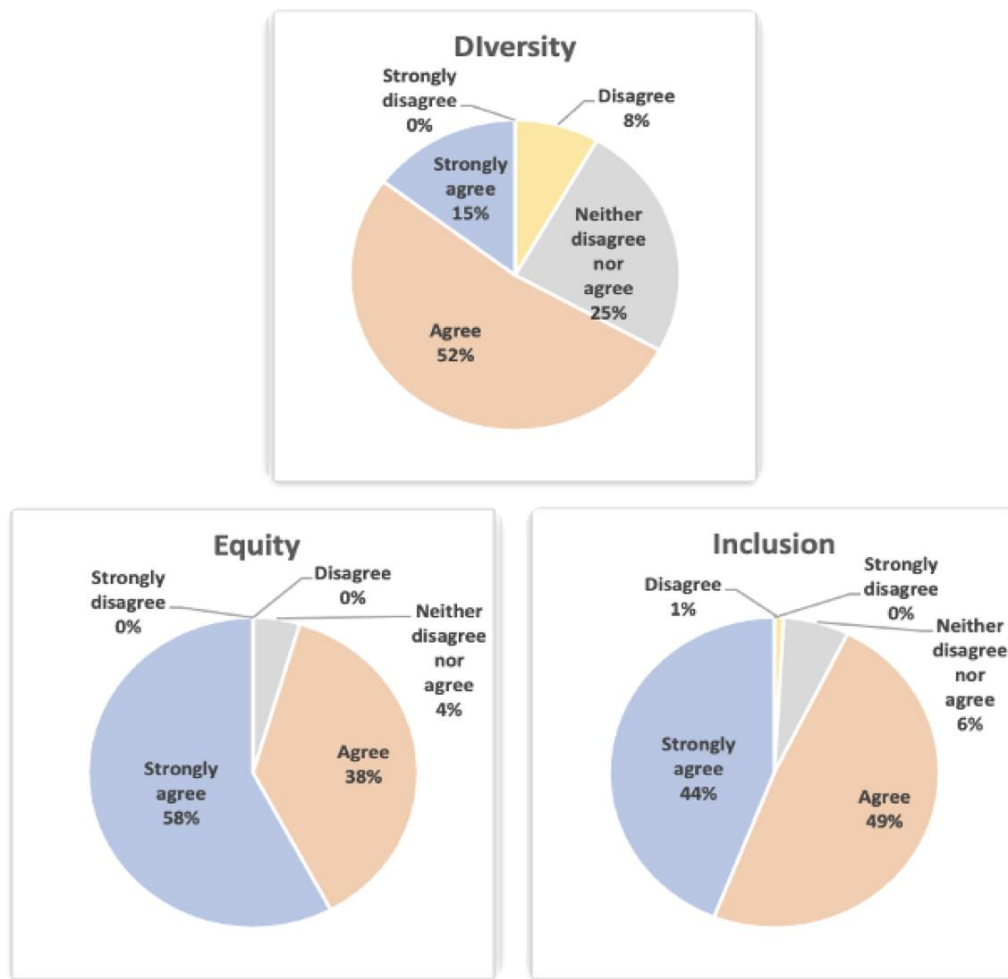 DIversity
Strongly
disagree
0%
Disagree
8%
Strongly
agree
15%
Neither
disagree
nor
agree
25%
Agree
52%
Equity
Strongly
disagree
0%
Disagree
0%
Neither
disagree
nor
agree
4%
Agree
38%
Strongly
agree
58%
Inclusion
Disagree
1%
Strongly
disagree
0%
Neither
disagree
nor
agree
6%
Strongly
agree
44%
Agree
49%